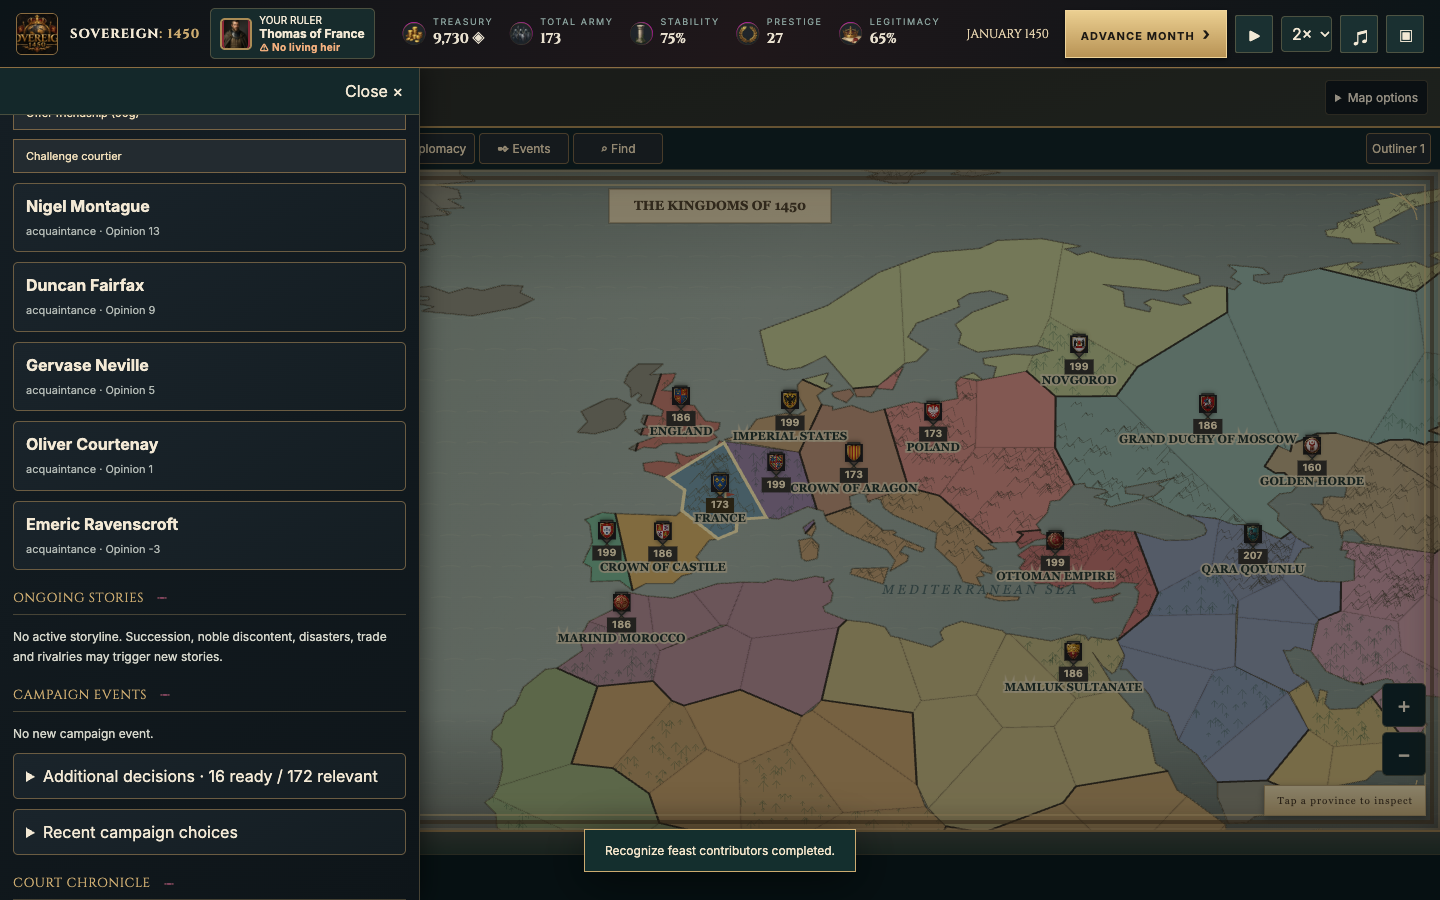 SOVEREIGN: 1450
YOUR RULER
Thomas of France
⚠ No living heir
TREASURY
9,730 ◈
TOTAL ARMY
173
STABILITY
75%
PRESTIGE
27
LEGITIMACY
65%
JANUARY 1450
ADVANCE MONTH ›
▶
2×
Close ×
▶ Map options
plomacy
Events
Find
Outliner 1
Challenge courtier
Nigel Montague
acquaintance · Opinion 13
Duncan Fairfax
acquaintance · Opinion 9
Gervase Neville
acquaintance · Opinion 5
Oliver Courtenay
acquaintance · Opinion 1
Emeric Ravenscroft
acquaintance · Opinion -3
ONGOING STORIES
No active storyline. Succession, noble discontent, disasters, trade
and rivalries may trigger new stories.
CAMPAIGN EVENTS
No new campaign event.
▶ Additional decisions · 16 ready / 172 relevant
▶ Recent campaign choices
COURT CHRONICLE
THE KINGDOMS OF 1450
199
NOVGOROD
186
ENGLAND
199
IMPERIAL STATES
173
POLAND
186
GRAND DUCHY OF MOSCOW
160
GOLDEN HORDE
199
173
CROWN OF ARAGON
173
FRANCE
199
186
CROWN OF CASTILE
199
OTTOMAN EMPIRE
207
QARA QOYUNLU
MEDITERRANEAN SEA
186
MARINID MOROCCO
186
MAMLUK SULTANATE
+
−
Tap a province to inspect
Recognize feast contributors completed.